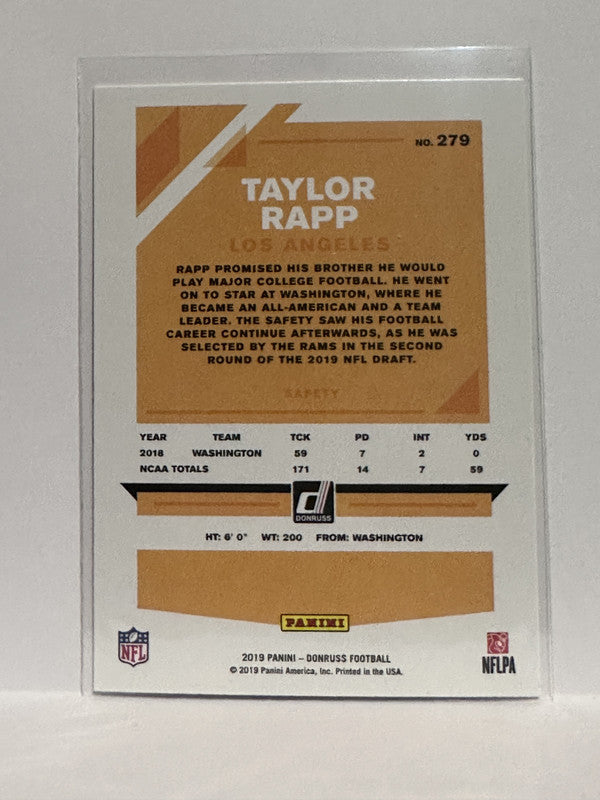 NO. 279
TAYLOR
RAPP
LOS ANGELES
RAPP PROMISED HIS BROTHER HE WOULD
PLAY MAJOR COLLEGE FOOTBALL. HE WENT
ON TO STAR AT WASHINGTON, WHERE HE
BECAME AN ALL-AMERICAN AND A TEAM
LEADER. THE SAFETY SAW HIS FOOTBALL
CAREER CONTINUE AFTERWARDS, AS HE WAS
SELECTED BY THE RAMS IN THE SECOND
ROUND OF THE 2019 NFL DRAFT.
SAFETY
YEAR TEAM TCK PD INT YDS
2018 WASHINGTON 59 7 2 0
NCAA TOTALS 171 14 7 59
d
DONRUSS
HT: 6' 0" WT: 200 FROM: WASHINGTON
PANINI
NFL
2019 PANINI – DONRUSS FOOTBALL
© 2019 Panini America, Inc. Printed in the USA.
NFLPA